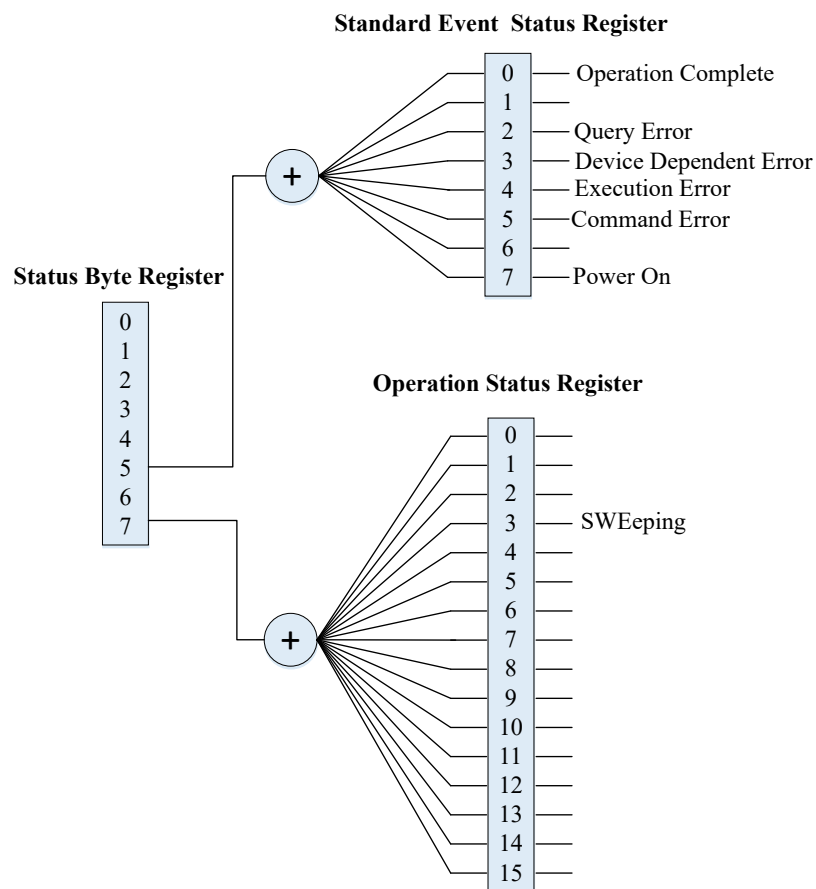 Standard Event Status Register
0 Operation Complete
1
2 Query Error
3 Device Dependent Error
4 Execution Error
5 Command Error
6
7 Power On
+
Status Byte Register
0
1
2
3
4
5
6
7
Operation Status Register
0
1
2
3 SWEeping
4
5
6
7
8
9
10
11
12
13
14
15
+